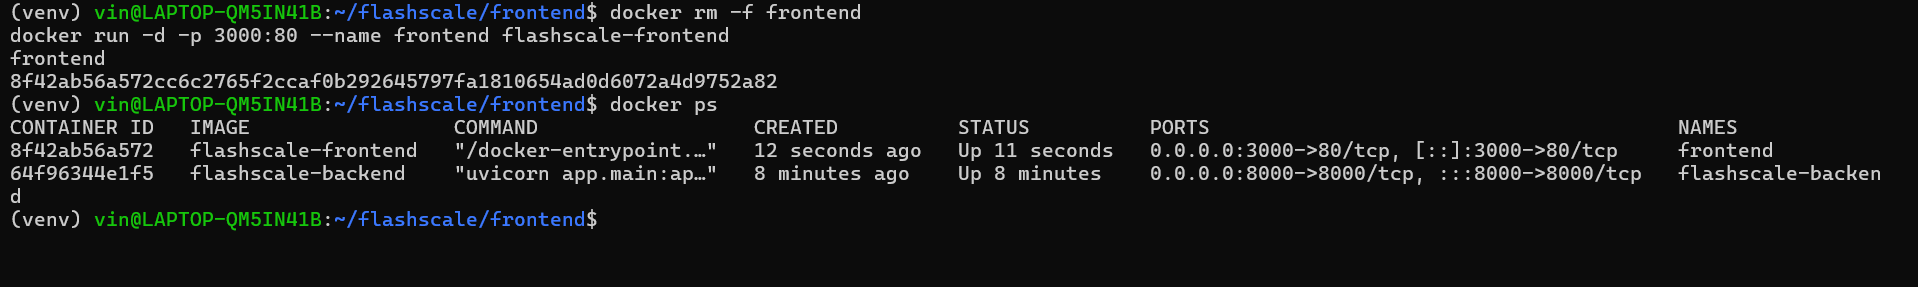 (venv) vin@LAPTOP-QM5IN41B:~/flashscale/frontend$ docker rm -f frontend
docker run -d -p 3000:80 --name frontend flashscale-frontend
frontend
8f42ab56a572cc6c2765f2ccaf0b292645797fa1810654ad0d6072a4d9752a82
(venv) vin@LAPTOP-QM5IN41B:~/flashscale/frontend$ docker ps
CONTAINER ID   IMAGE                 COMMAND                  CREATED          STATUS          PORTS                                       NAMES
8f42ab56a572   flashscale-frontend   "/docker-entrypoint.…"   12 seconds ago   Up 11 seconds   0.0.0.0:3000->80/tcp, [::]:3000->80/tcp     frontend
64f96344e1f5   flashscale-backend    "uvicorn app.main:ap…"   8 minutes ago    Up 8 minutes    0.0.0.0:8000->8000/tcp, :::8000->8000/tcp   flashscale-backen
d
(venv) vin@LAPTOP-QM5IN41B:~/flashscale/frontend$